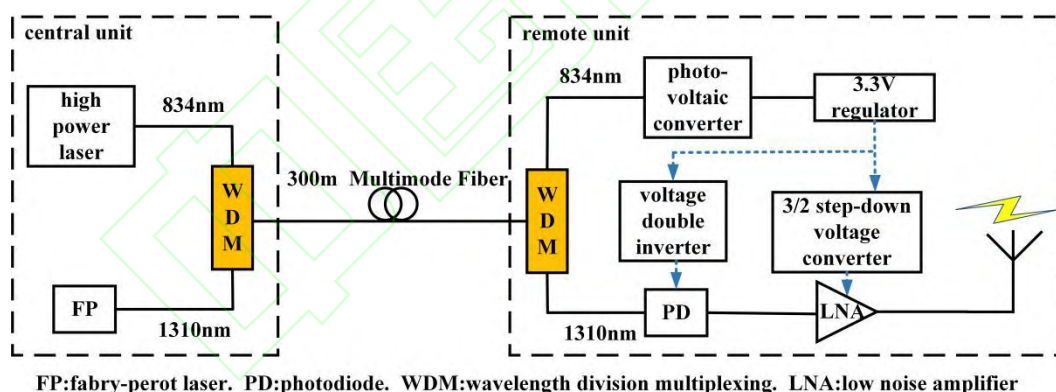 central unit
high
power
laser
834nm
W
D
M
FP
1310nm
300m Multimode Fiber
remote unit
834nm
photo-
voltaic
converter
3.3V
regulator
W
D
M
voltage
double
inverter
3/2 step-down
voltage
converter
1310nm
PD
LNA
FP:fabry-perot laser. PD:photodiode. WDM:wavelength division multiplexing. LNA:low noise amplifier